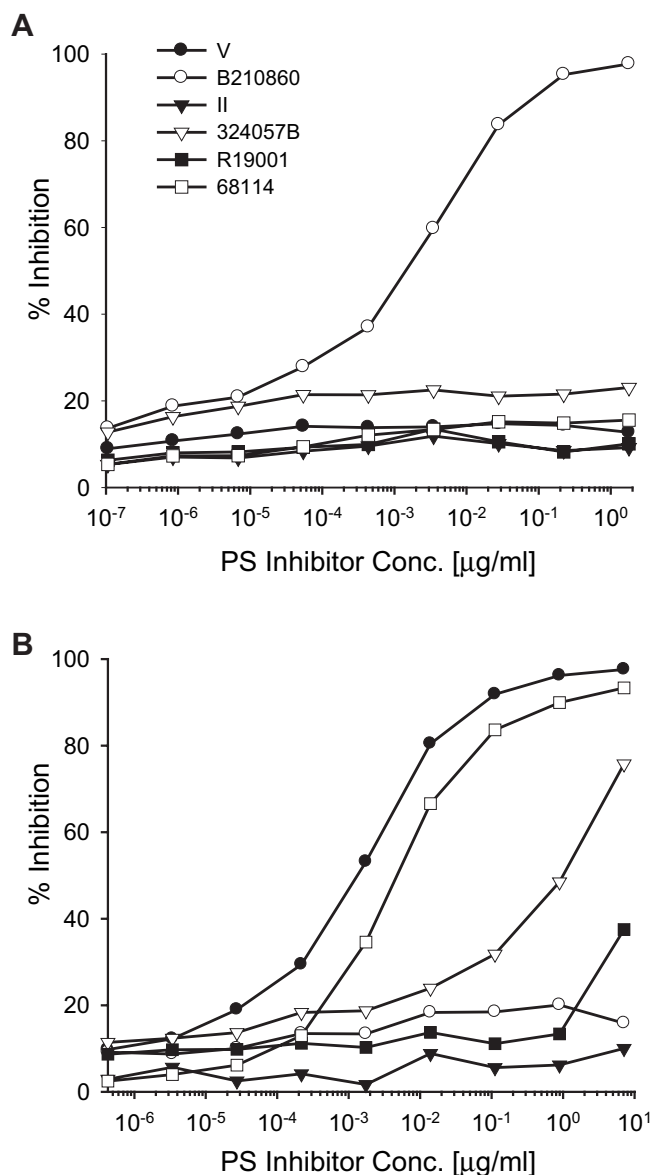 A
V
B210860
II
324057B
R19001
68114
100
80
60
40
20
0
% Inhibition
10⁻⁷ 10⁻⁶ 10⁻⁵ 10⁻⁴ 10⁻³ 10⁻² 10⁻¹ 10⁰
PS Inhibitor Conc. [μg/ml]
B
100
80
60
40
20
0
% Inhibition
10⁻⁶ 10⁻⁵ 10⁻⁴ 10⁻³ 10⁻² 10⁻¹ 10⁰ 10¹
PS Inhibitor Conc. [μg/ml]